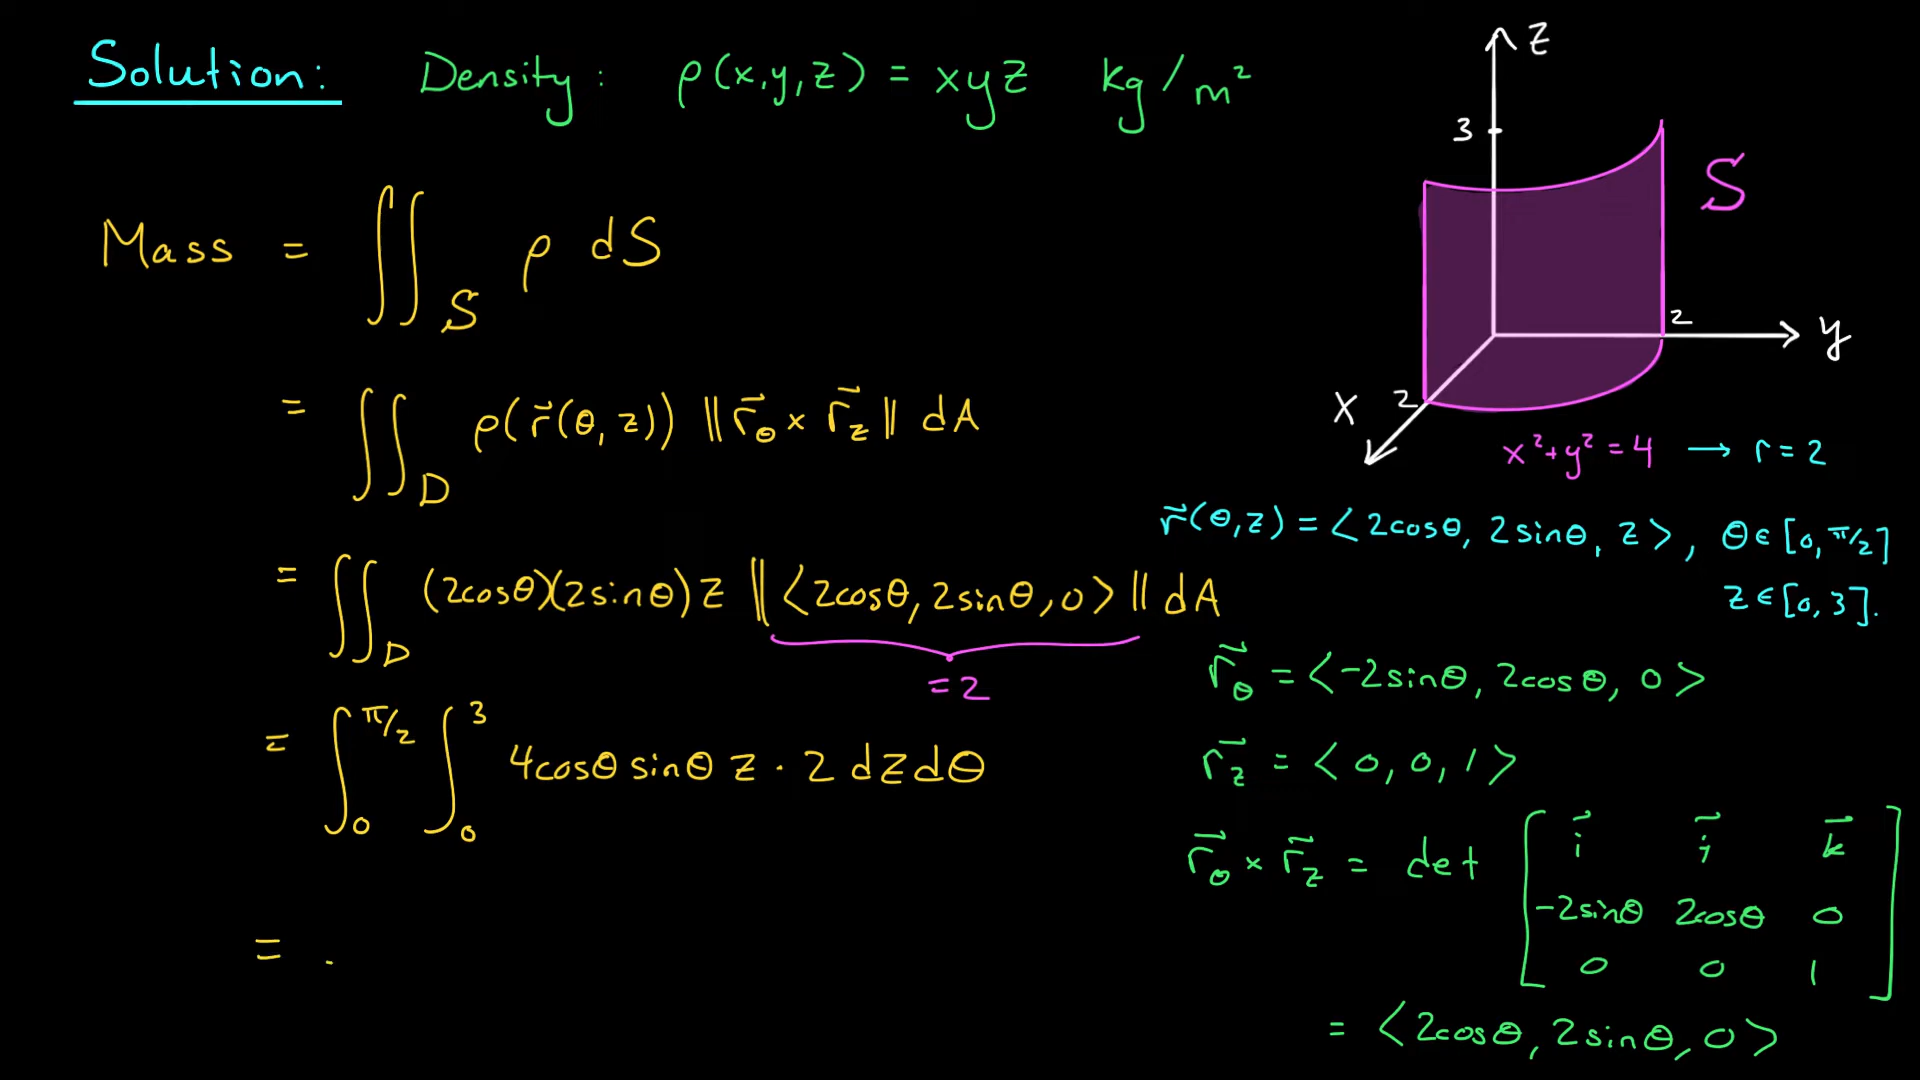 Solution: Density: ρ(x,y,z) = xyz kg/m²
Mass = ∬_S ρ dS
= ∬_D ρ(r⃗(θ,z)) ‖r⃗_θ × r⃗_z‖ dA
= ∬_D (2cosθ)(2sinθ)z ‖⟨2cosθ, 2sinθ, 0⟩‖ dA
= 2
= ∫_0^{π/2} ∫_0^3 4cosθ sinθ z · 2 dz dθ
= .
z
3
S
2
y
x 2
x²+y² = 4 → r = 2
r⃗(θ,z) = ⟨2cosθ, 2sinθ, z⟩, θ∈[0, π/2]
z∈[0, 3].
r⃗_θ = ⟨-2sinθ, 2cosθ, 0⟩
r⃗_z = ⟨0, 0, 1⟩
i⃗ j⃗ k⃗
r⃗_θ × r⃗_z = det
-2sinθ 2cosθ 0
0 0 1
= ⟨2cosθ, 2sinθ, 0⟩